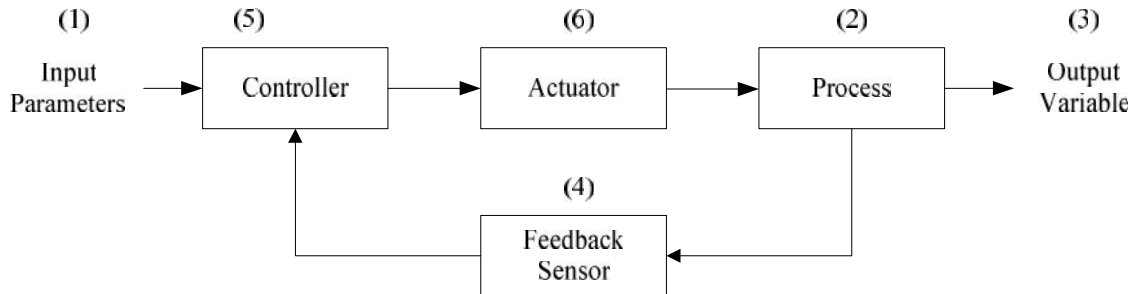 (1)
(5)
(6)
(2)
(3)
Input
Parameters
Controller
Actuator
Process
Output
Variable
(4)
Feedback
Sensor